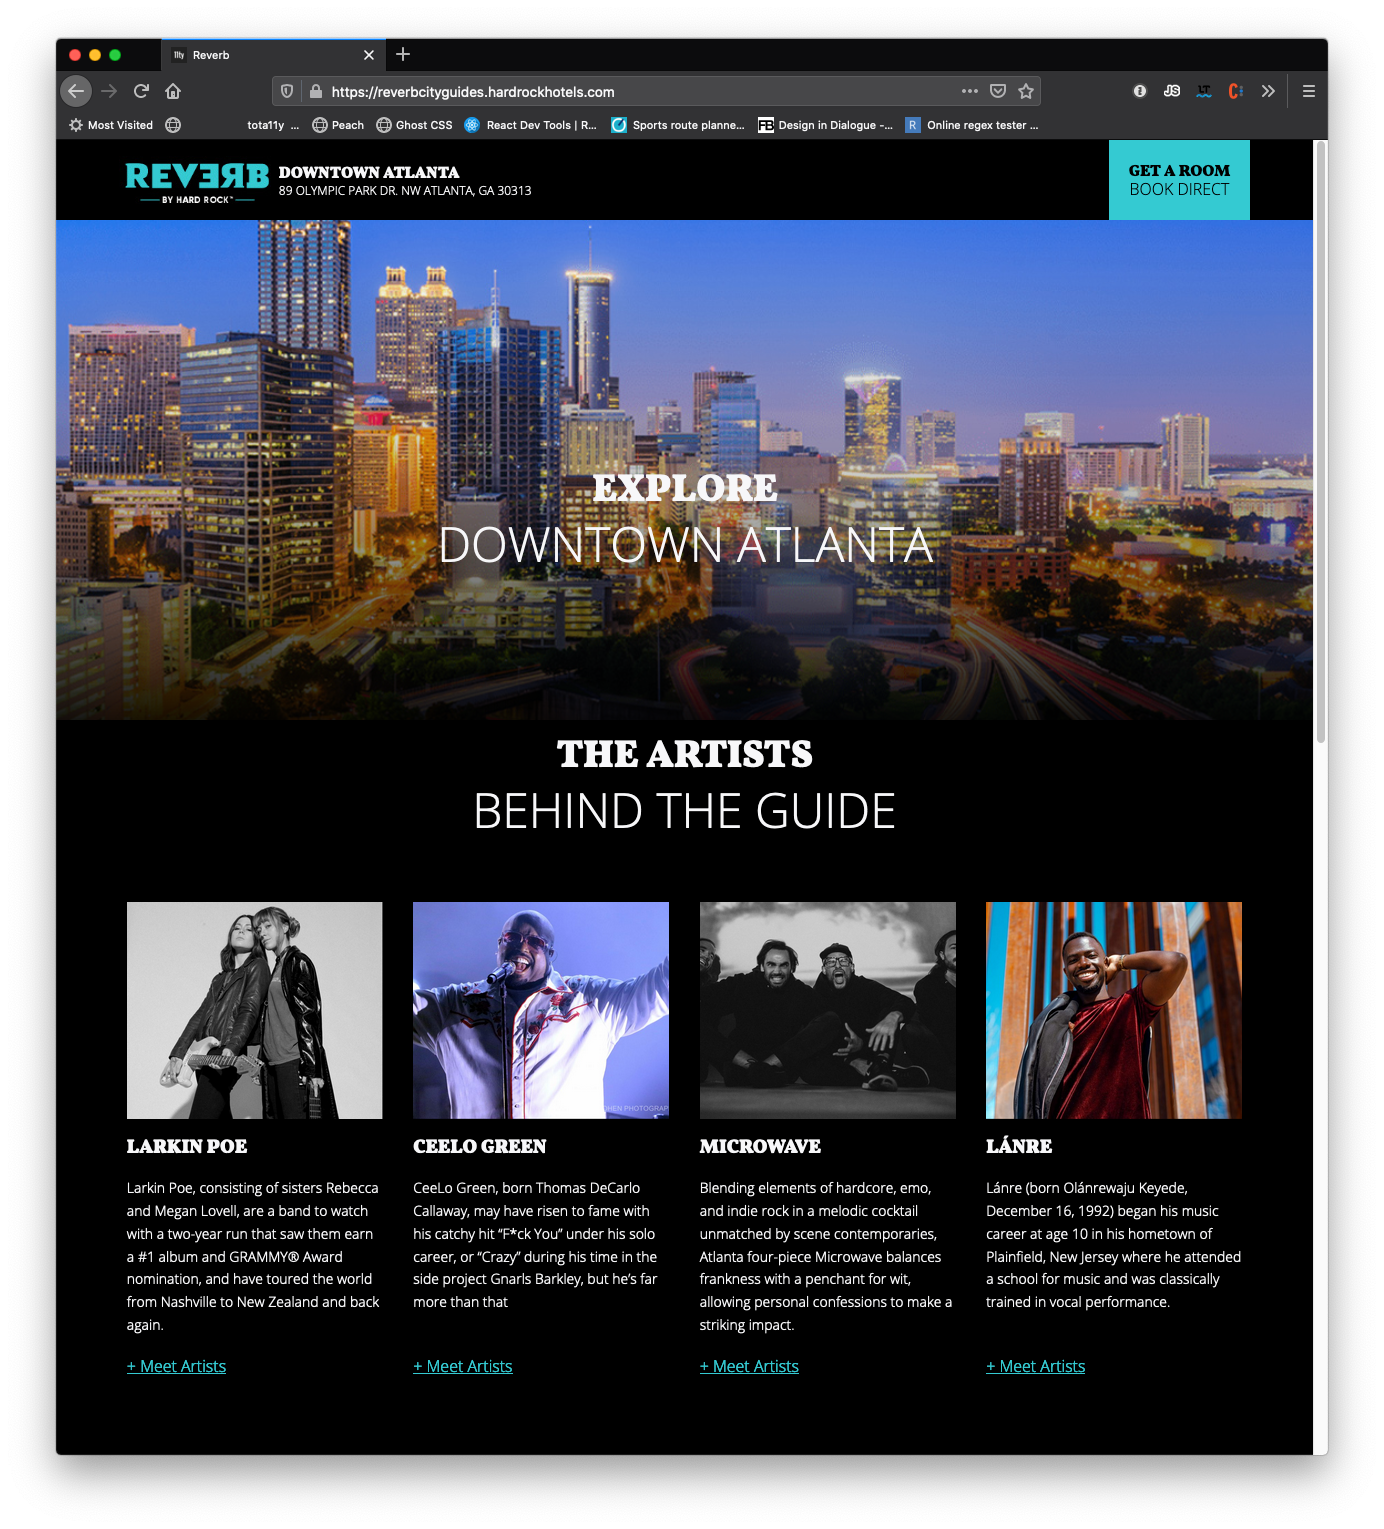 11ty Reverb
https://reverbcityguides.hardrockhotels.com
JS LT C
Most Visited tota11y ... Peach Ghost CSS React Dev Tools | R... Sports route planne... FB Design in Dialogue -... R Online regex tester ...
REVERB
BY HARD ROCK™
DOWNTOWN ATLANTA
89 OLYMPIC PARK DR. NW ATLANTA, GA 30313
GET A ROOM
BOOK DIRECT
EXPLORE
DOWNTOWN ATLANTA
THE ARTISTS
BEHIND THE GUIDE
HEN PHOTOGRAP
LARKIN POE
Larkin Poe, consisting of sisters Rebecca
and Megan Lovell, are a band to watch
with a two-year run that saw them earn
a #1 album and GRAMMY® Award
nomination, and have toured the world
from Nashville to New Zealand and back
again.
+ Meet Artists
CEELO GREEN
CeeLo Green, born Thomas DeCarlo
Callaway, may have risen to fame with
his catchy hit “F*ck You” under his solo
career, or “Crazy” during his time in the
side project Gnarls Barkley, but he’s far
more than that
+ Meet Artists
MICROWAVE
Blending elements of hardcore, emo,
and indie rock in a melodic cocktail
unmatched by scene contemporaries,
Atlanta four-piece Microwave balances
frankness with a penchant for wit,
allowing personal confessions to make a
striking impact.
+ Meet Artists
LÁNRE
Lánre (born Olánrewaju Keyede,
December 16, 1992) began his music
career at age 10 in his hometown of
Plainfield, New Jersey where he attended
a school for music and was classically
trained in vocal performance.
+ Meet Artists